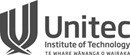 Unitec
Institute of Technology
TE WHARE WĀNANGA O WAIRAKA